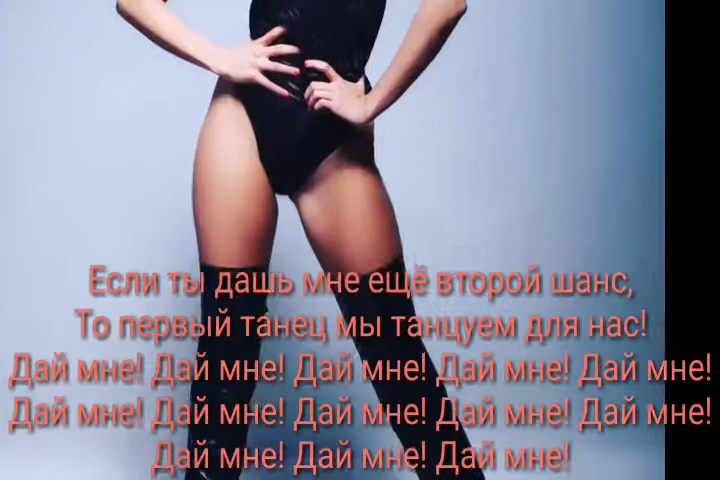 Если ты дашь мне ещё второй шанс,
То первый танец мы танцуем для нас!
Дай мне! Дай мне! Дай мне! Дай мне! Дай мне!
Дай мне! Дай мне! Дай мне! Дай мне! Дай мне!
Дай мне! Дай мне! Дай мне!